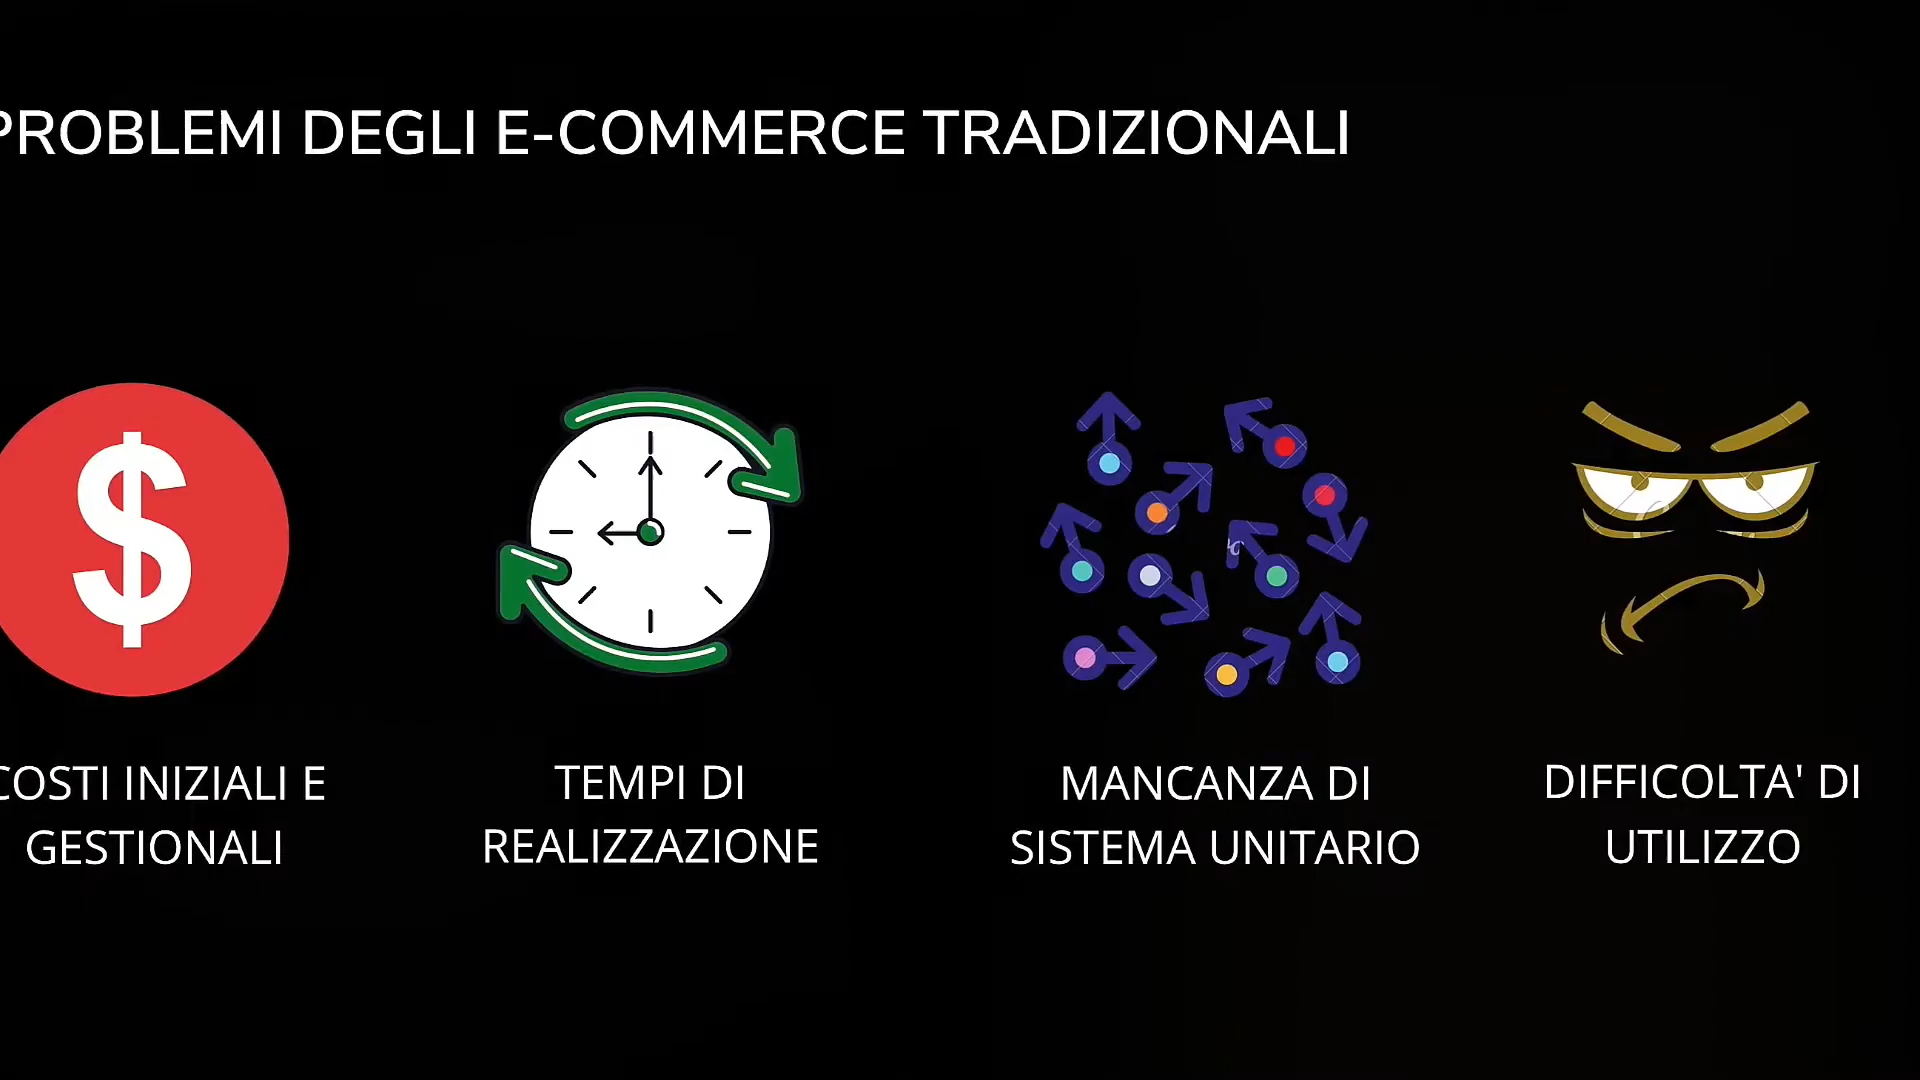 PROBLEMI DEGLI E-COMMERCE TRADIZIONALI
$
COSTI INIZIALI E
GESTIONALI
TEMPI DI
REALIZZAZIONE
MANCANZA DI
SISTEMA UNITARIO
DIFFICOLTA' DI
UTILIZZO